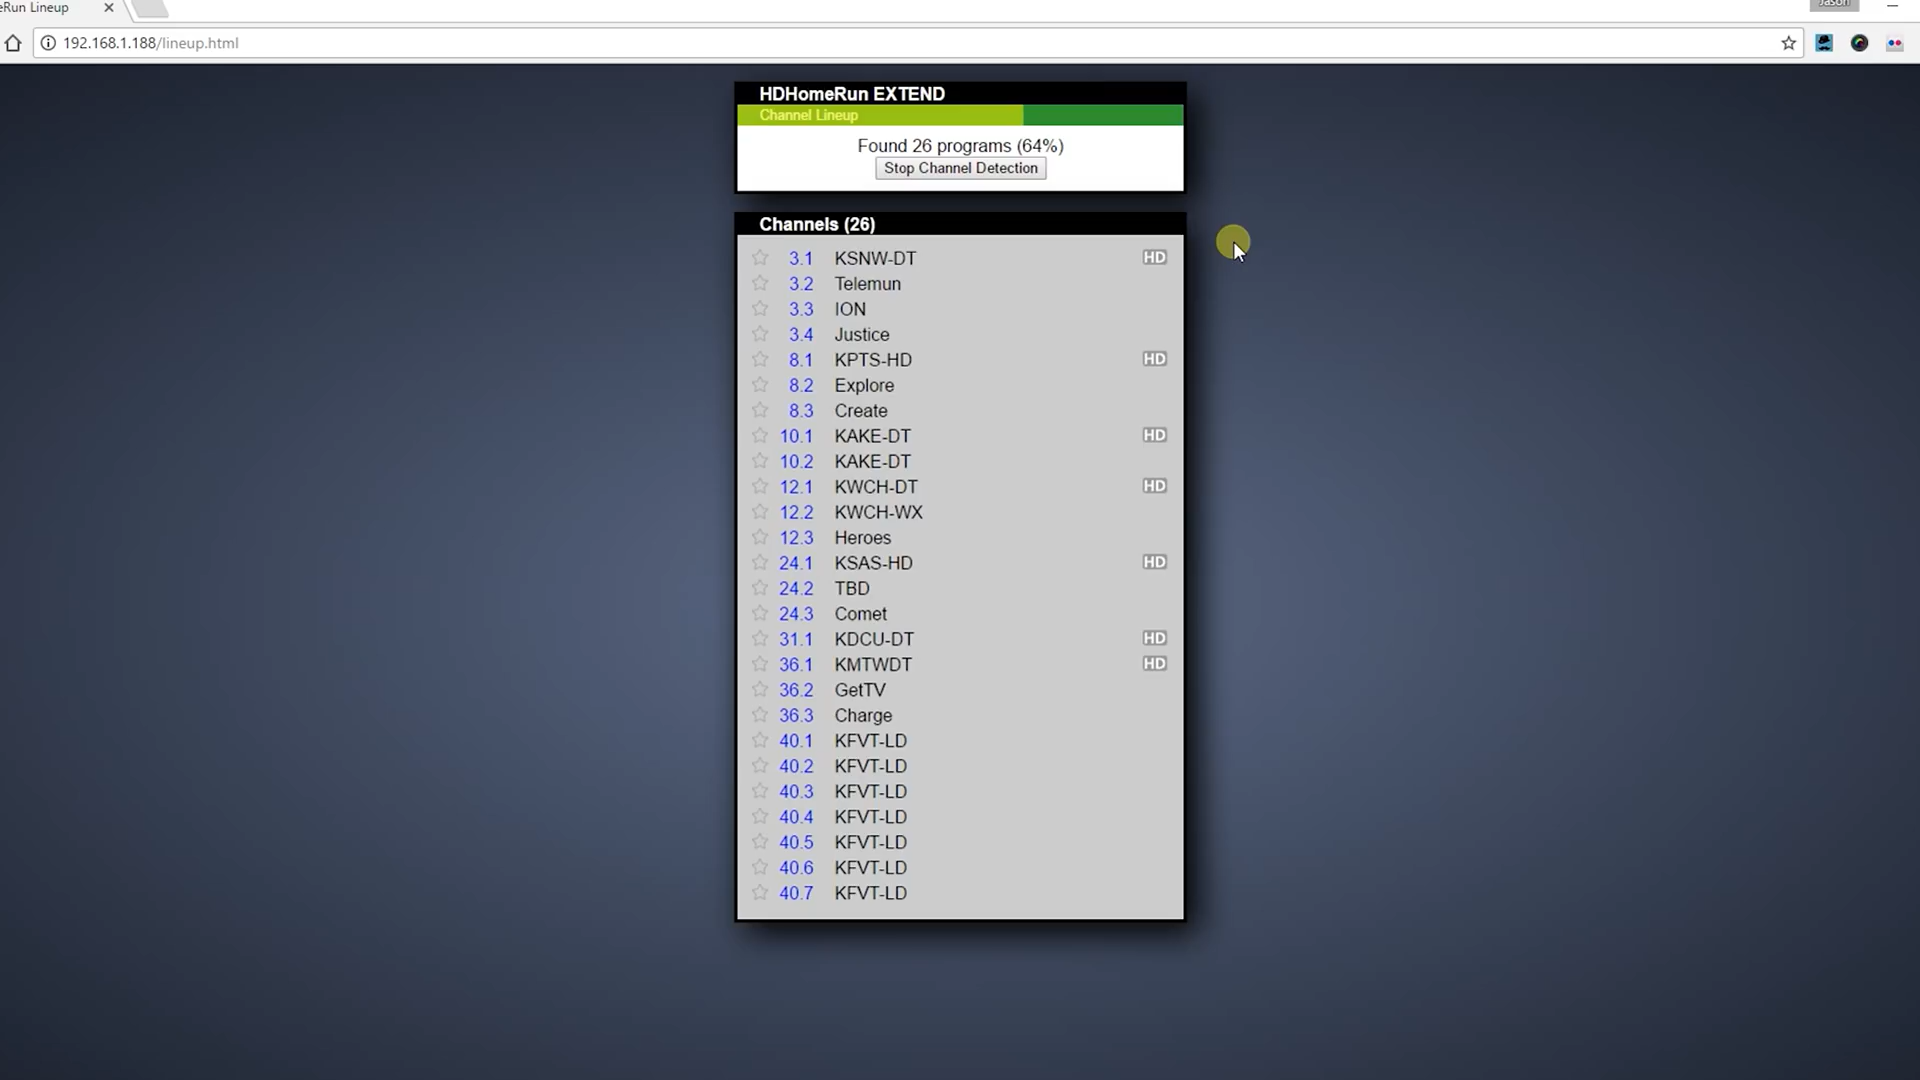 eRun Lineup
Jason
192.168.1.188/lineup.html
HDHomeRun EXTEND
Channel Lineup
Found 26 programs (64%)
Stop Channel Detection
Channels (26)
3.1 KSNW-DT HD
3.2 Telemun
3.3 ION
3.4 Justice
8.1 KPTS-HD HD
8.2 Explore
8.3 Create
10.1 KAKE-DT HD
10.2 KAKE-DT
12.1 KWCH-DT HD
12.2 KWCH-WX
12.3 Heroes
24.1 KSAS-HD HD
24.2 TBD
24.3 Comet
31.1 KDCU-DT HD
36.1 KMTWDT HD
36.2 GetTV
36.3 Charge
40.1 KFVT-LD
40.2 KFVT-LD
40.3 KFVT-LD
40.4 KFVT-LD
40.5 KFVT-LD
40.6 KFVT-LD
40.7 KFVT-LD